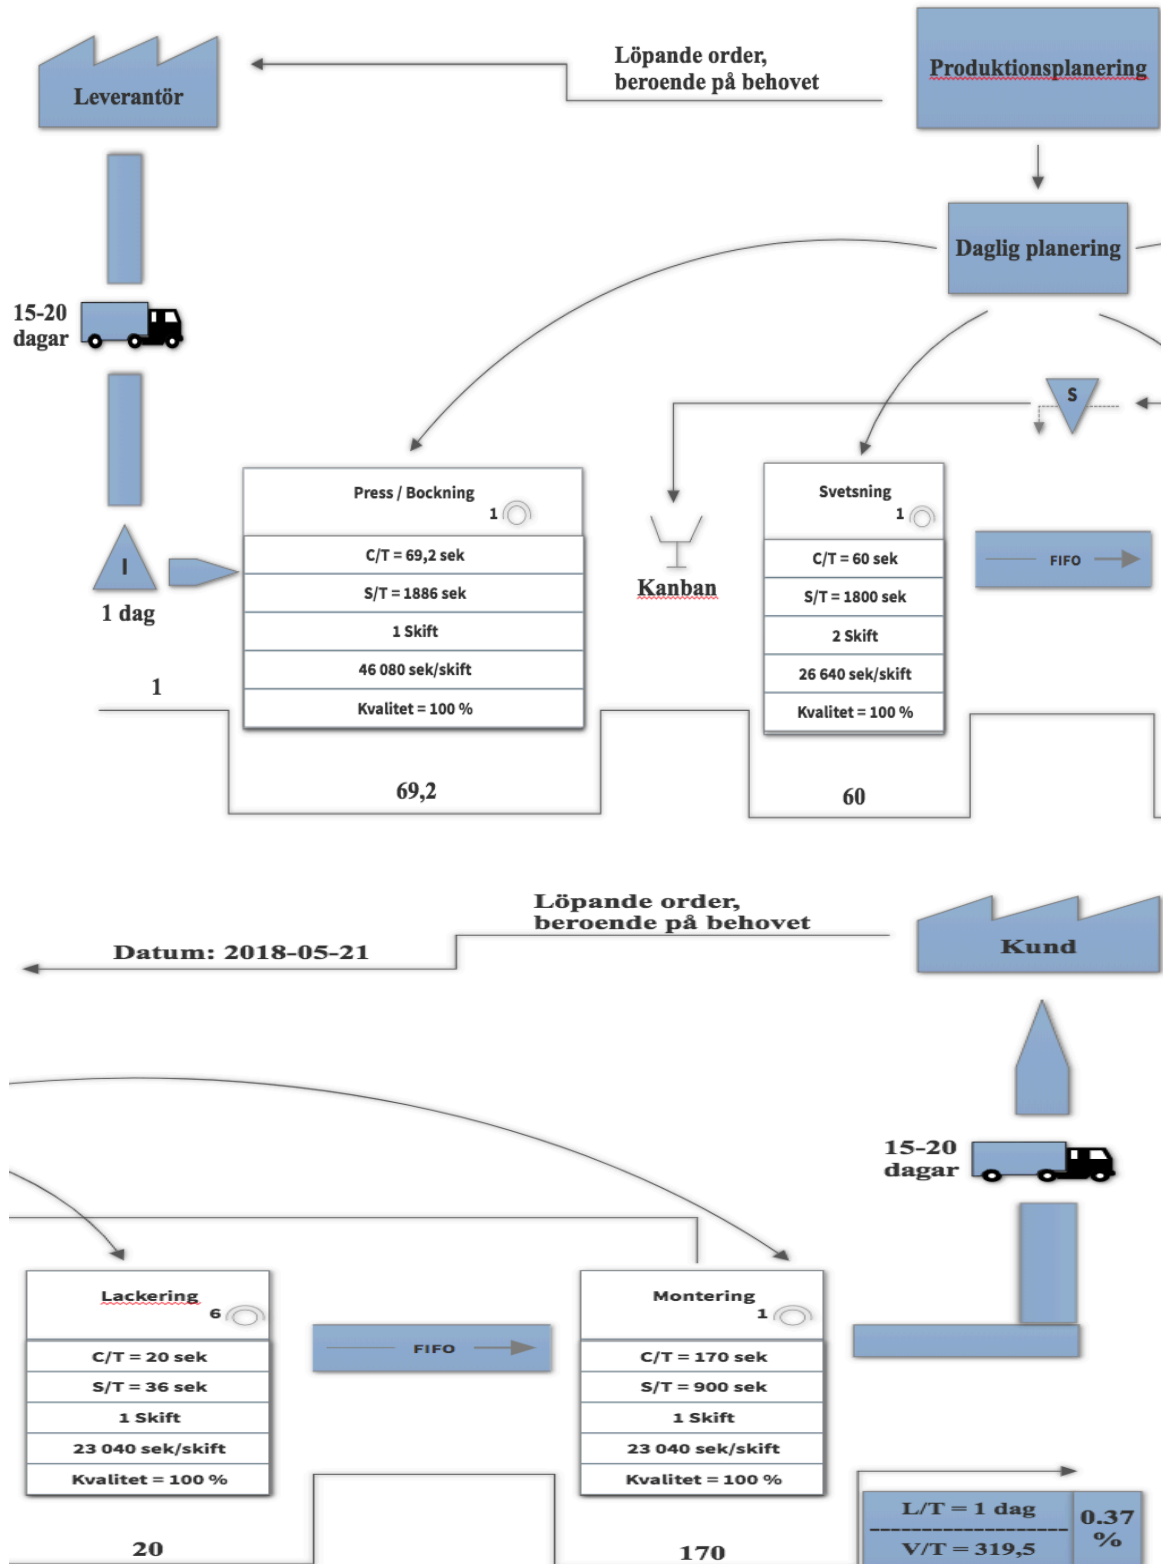 Leverantör
Löpande order,
beroende på behovet
Produktionsplanering
Daglig planering
15-20
dagar
S
I
1 dag
Press / Bockning
1
C/T = 69,2 sek
S/T = 1886 sek
1 Skift
46 080 sek/skift
Kvalitet = 100 %
Kanban
Svetsning
1
C/T = 60 sek
S/T = 1800 sek
2 Skift
26 640 sek/skift
Kvalitet = 100 %
FIFO
1
69,2
60
Löpande order,
beroende på behovet
Datum: 2018-05-21
Kund
15-20
dagar
Lackering
6
C/T = 20 sek
S/T = 36 sek
1 Skift
23 040 sek/skift
Kvalitet = 100 %
FIFO
Montering
1
C/T = 170 sek
S/T = 900 sek
1 Skift
23 040 sek/skift
Kvalitet = 100 %
20
170
L/T = 1 dag
V/T = 319,5
0.37
%